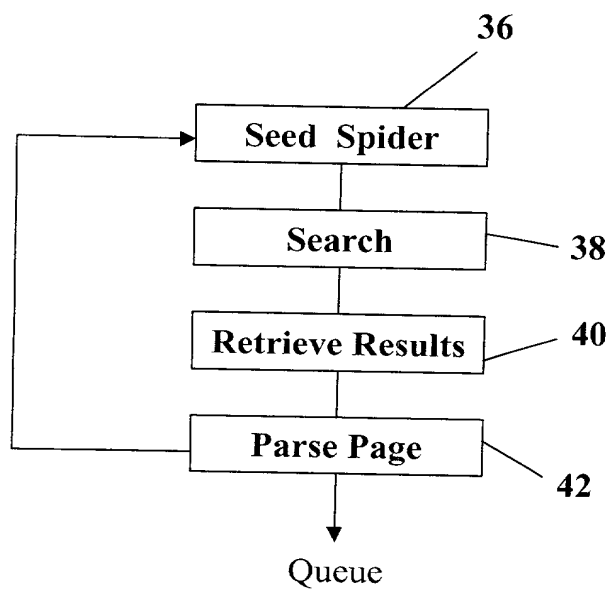 36
Seed Spider
Search
38
Retrieve Results
40
Parse Page
42
Queue